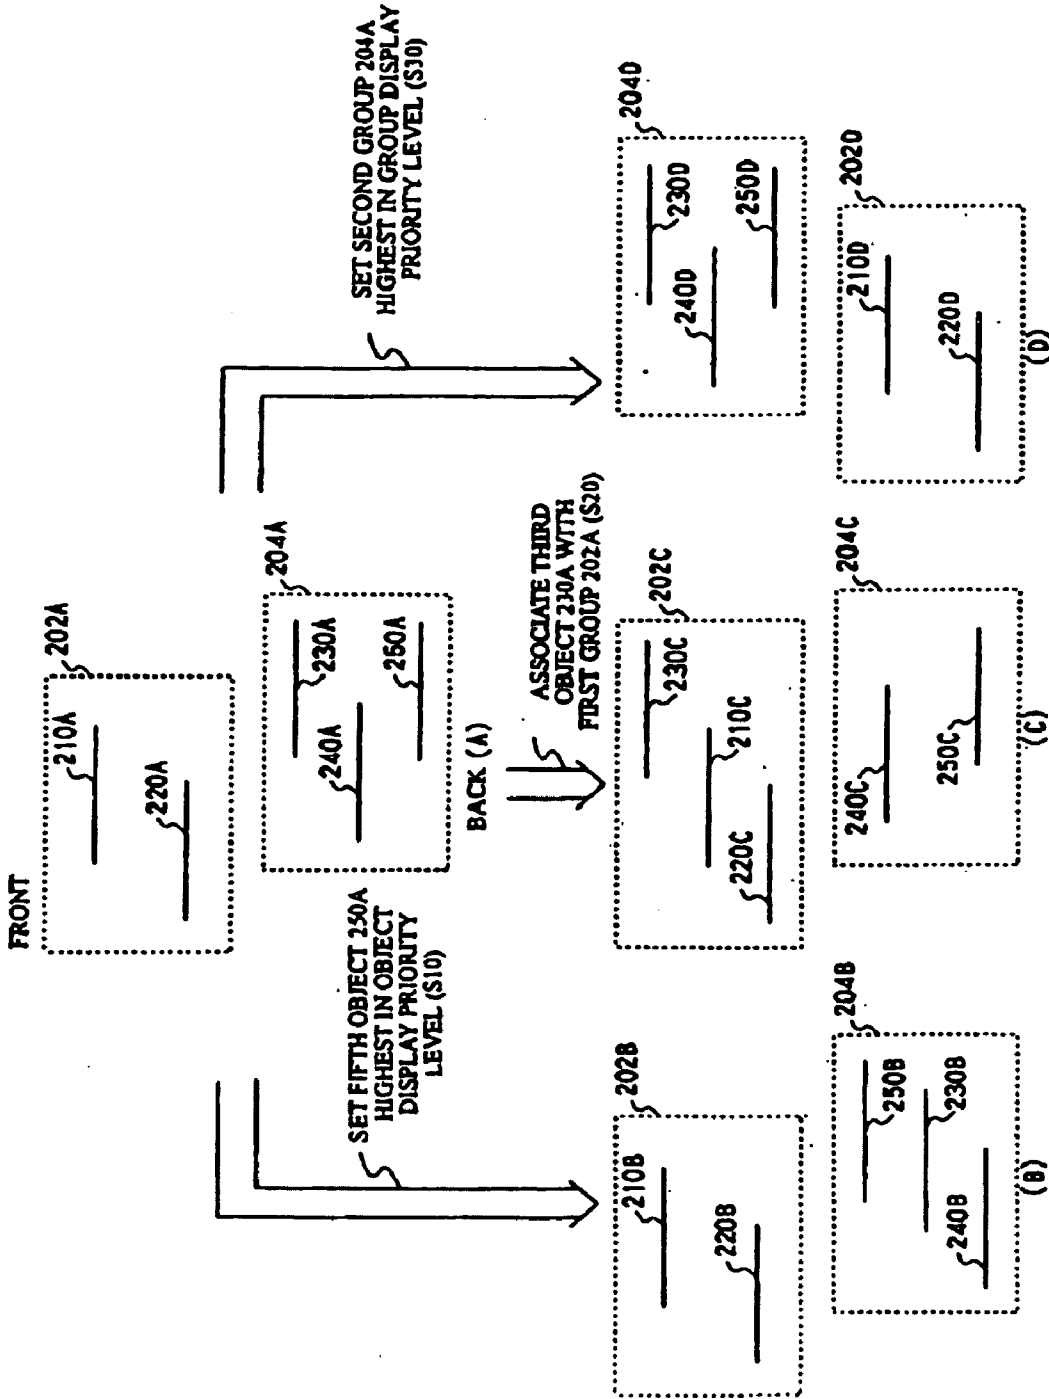 FRONT
202A
210A
220A
204A
230A
240A
250A
BACK (A)
SET FIFTH OBJECT 250A
HIGHEST IN OBJECT
DISPLAY PRIORITY
LEVEL (S10)
ASSOCIATE THIRD
OBJECT 230A WITH
FIRST GROUP 202A (S20)
SET SECOND GROUP 204A
HIGHEST IN GROUP DISPLAY
PRIORITY LEVEL (S30)
202B
210B
220B
204B
250B
230B
240B
(B)
202C
230C
210C
220C
204C
240C
250C
(C)
204D
230D
240D
250D
202D
210D
220D
(D)